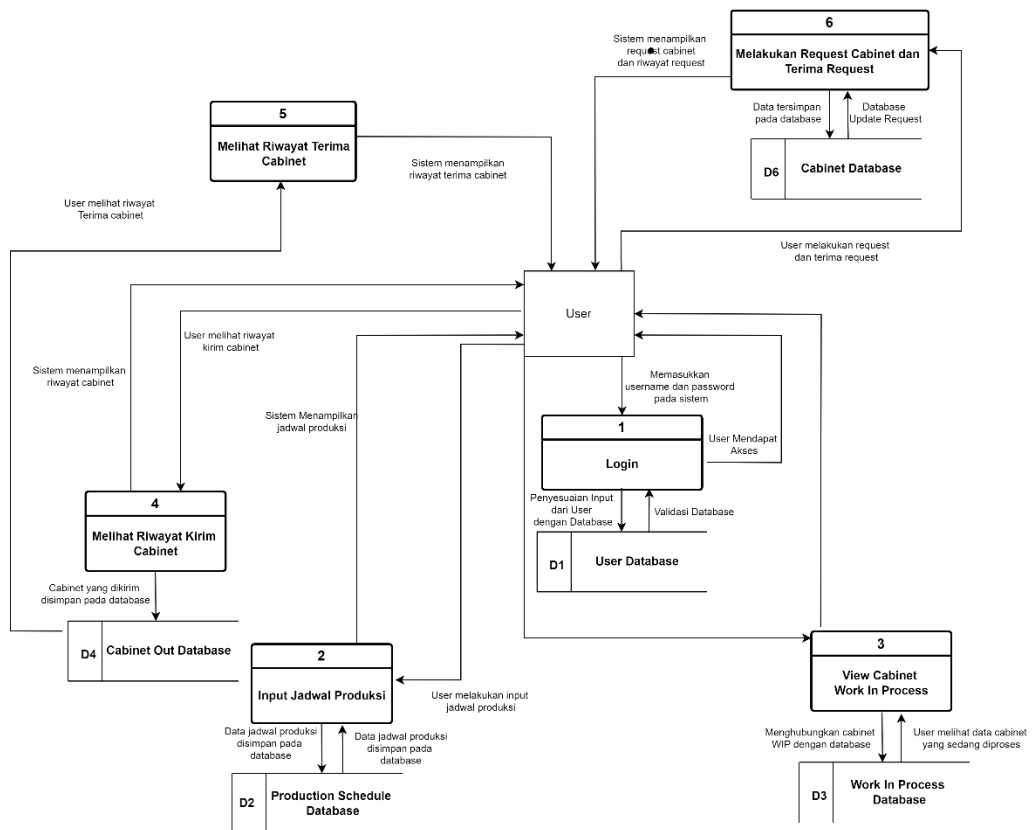 6
Melakukan Request Cabinet dan
Terima Request
Sistem menampilkan
request cabinet
dan riwayat request
Data tersimpan
pada database
Database
Update Request
D6
Cabinet Database
User melakukan request
dan terima request
5
Melihat Riwayat Terima
Cabinet
Sistem menampilkan
riwayat terima cabinet
User melihat riwayat
Terima cabinet
User
User melihat riwayat
kirim cabinet
Sistem menampilkan
riwayat cabinet
Sistem Menampilkan
jadwal produksi
Memasukkan
username dan password
pada sistem
1
Login
User Mendapat
Akses
Penyesuaian Input
dari User
dengan Database
Validasi Database
D1
User Database
4
Melihat Riwayat Kirim
Cabinet
Cabinet yang dikirim
disimpan pada database
D4
Cabinet Out Database
2
Input Jadwal Produksi
User melakukan input
jadwal produksi
Data jadwal produksi
disimpan pada
database
Data jadwal produksi
disimpan pada
database
D2
Production Schedule
Database
3
View Cabinet
Work In Process
Menghubungkan cabinet
WIP dengan database
User melihat data cabinet
yang sedang diproses
D3
Work In Process
Database